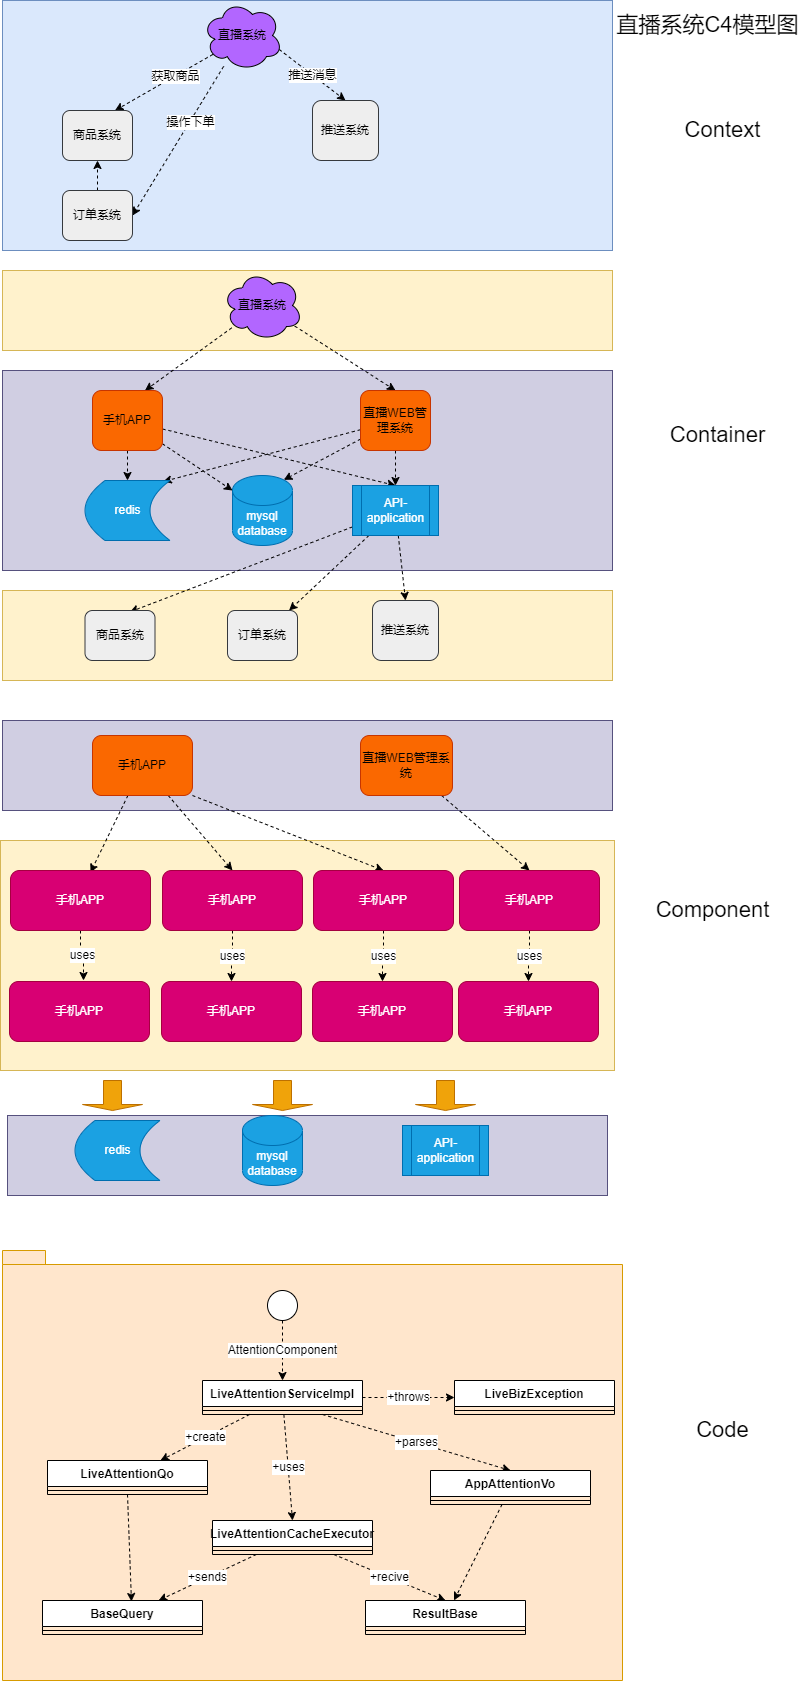 直播系统C4模型图
直播系统
获取商品
推送消息
操作下单
商品系统
推送系统
订单系统
Context
直播系统
手机APP
直播WEB管
理系统
Container
redis
mysql
database
API-
application
商品系统
订单系统
推送系统
手机APP
直播WEB管理系
统
手机APP
手机APP
手机APP
手机APP
Component
uses
uses
uses
uses
手机APP
手机APP
手机APP
手机APP
redis
mysql
database
API-
application
AttentionComponent
LiveAttentionServiceImpl
+throws
LiveBizException
Code
+create
+parses
+uses
LiveAttentionQo
AppAttentionVo
LiveAttentionCacheExecutor
+sends
+recive
BaseQuery
ResultBase